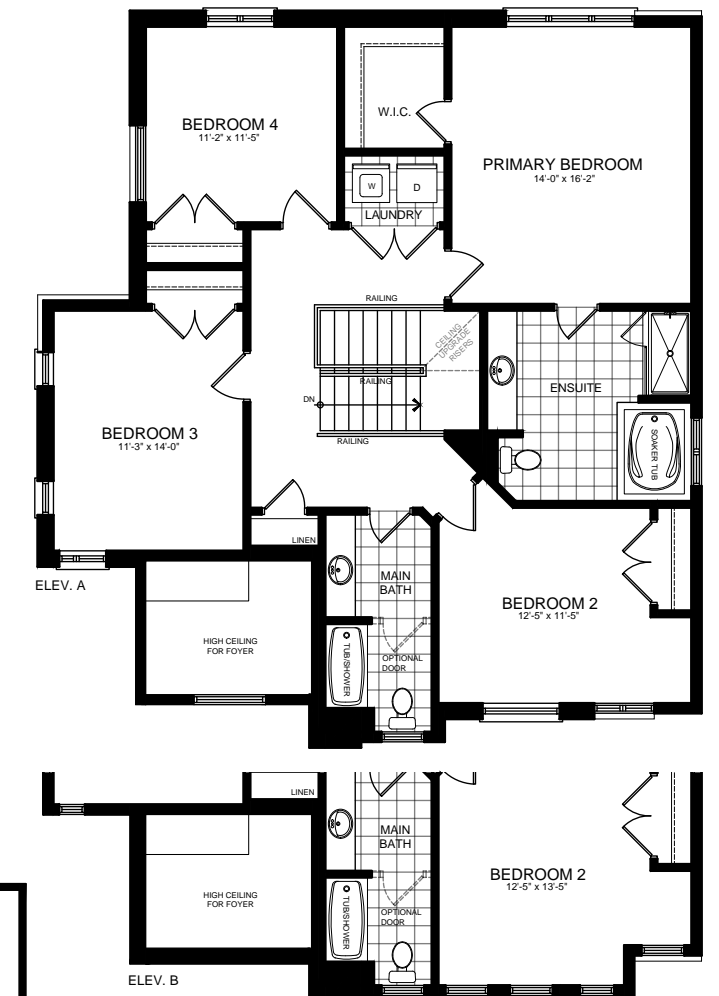 BEDROOM 4
11'-2" x 11'-5"
W.I.C.
PRIMARY BEDROOM
14'-0" x 16'-2"
W
D
LAUNDRY
RAILING
CEILING
UPGRADE
RISERS
RAILING
DN
RAILING
ENSUITE
SOAKER TUB
BEDROOM 3
11'-3" x 14'-0"
LINEN
ELEV. A
MAIN
BATH
BEDROOM 2
12'-5" x 11'-5"
HIGH CEILING
FOR FOYER
TUB/SHOWER
OPTIONAL
DOOR
LINEN
MAIN
BATH
BEDROOM 2
12'-5" x 13'-5"
HIGH CEILING
FOR FOYER
TUB/SHOWER
OPTIONAL
DOOR
ELEV. B